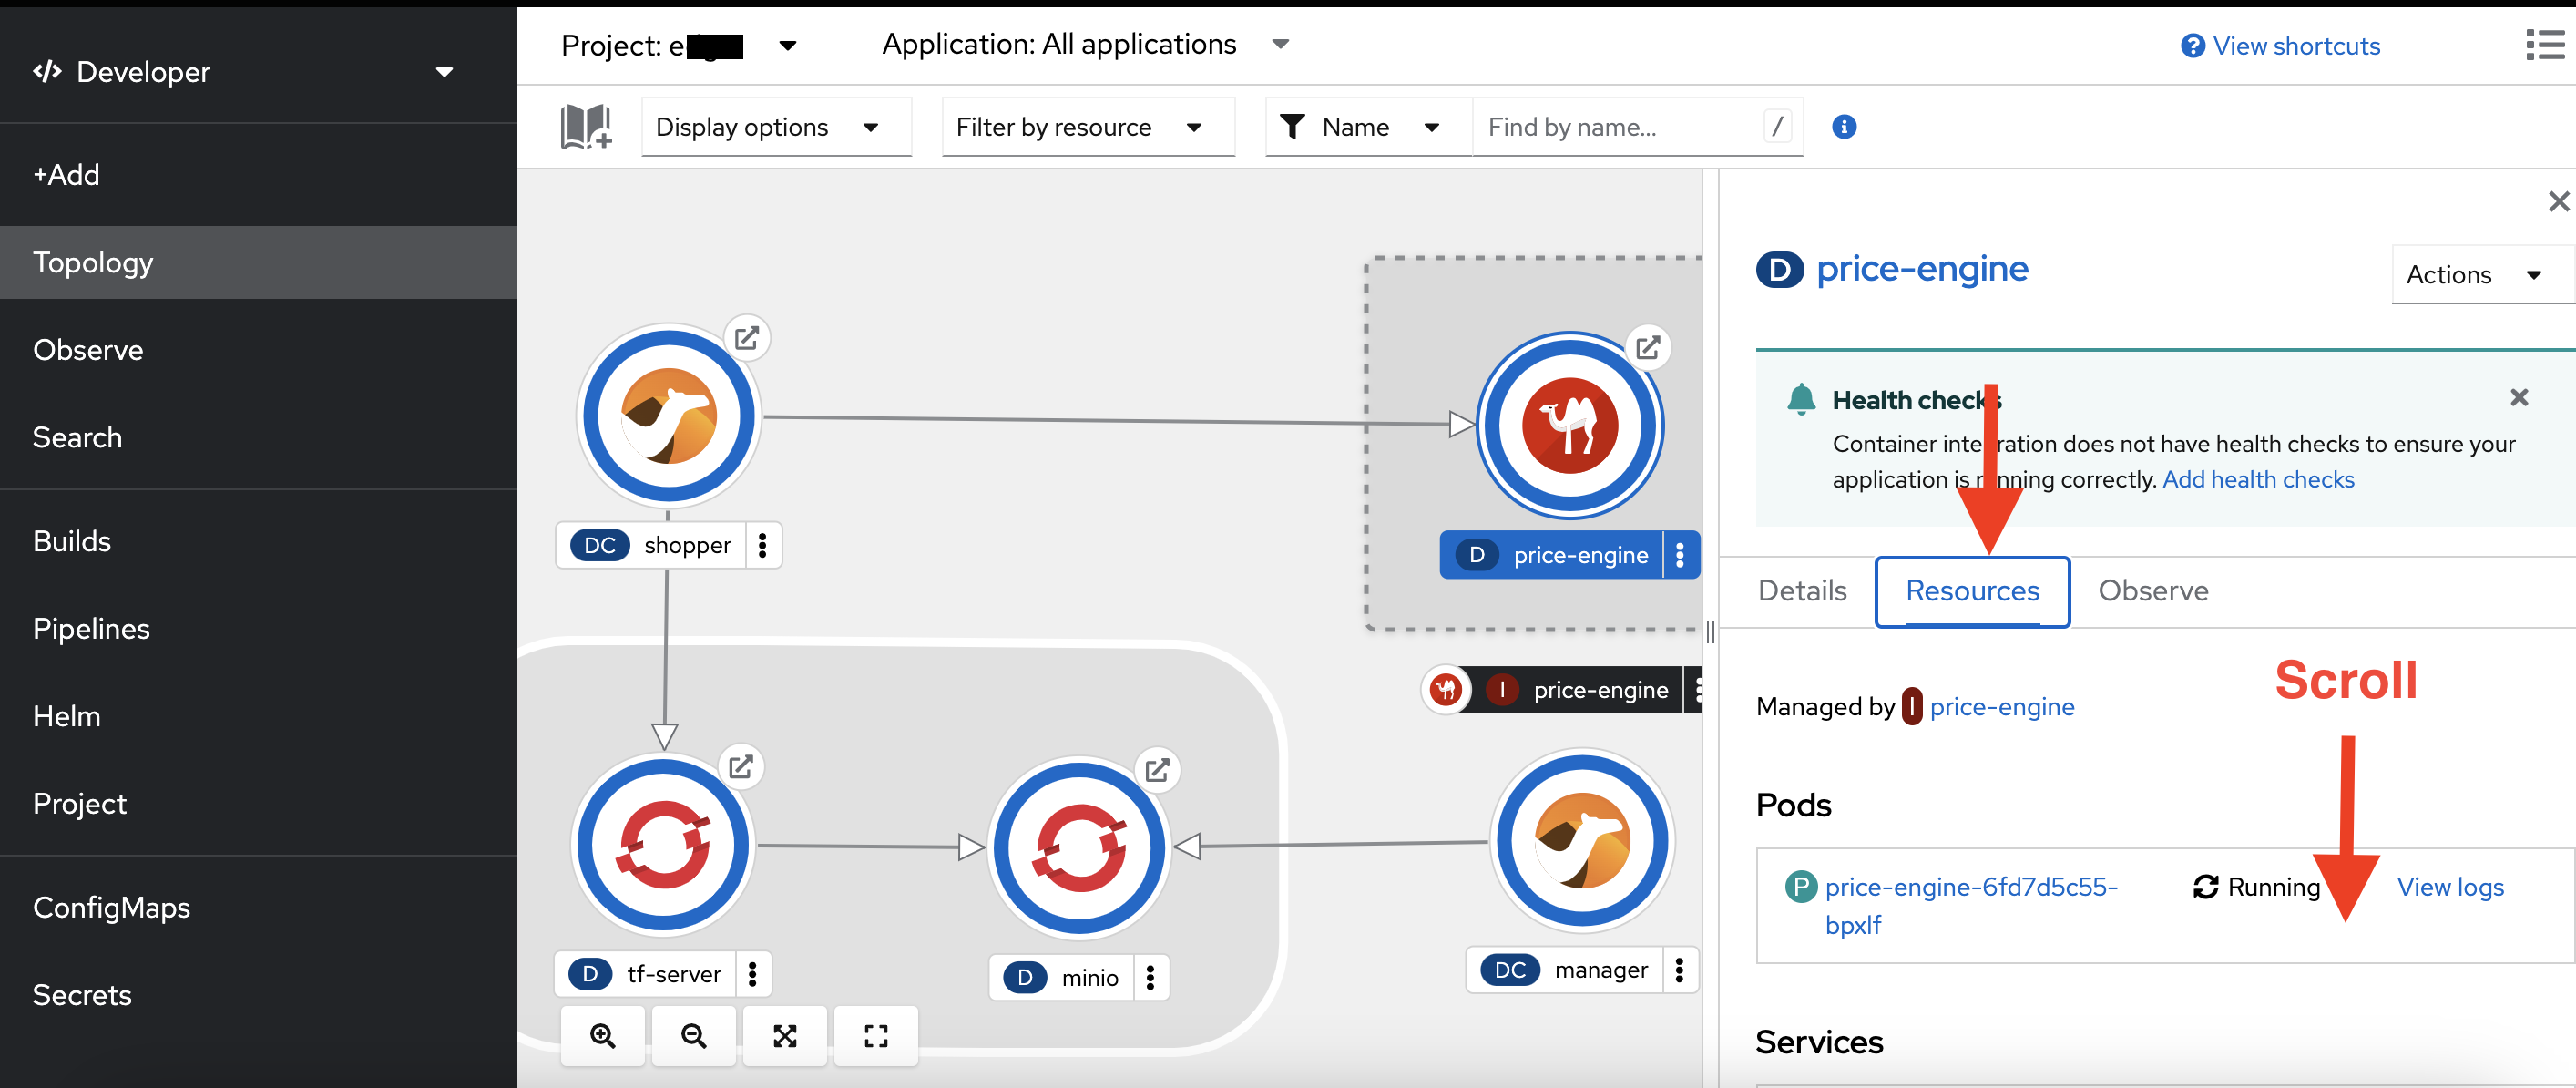 Developer
+Add
Topology
Observe
Search
Builds
Pipelines
Helm
Project
ConfigMaps
Secrets
Project: e
Application: All applications
? View shortcuts
Display options
Filter by resource
Name
Find by name...
/
i
DC shopper
D price-engine
I price-engine
D tf-server
D minio
DC manager
D price-engine
Actions
Health checks
Container integration does not have health checks to ensure your
application is running correctly. Add health checks
Details
Resources
Observe
Scroll
Managed by I price-engine
Pods
P price-engine-6fd7d5c55-
bpxlf
Running
View logs
Services